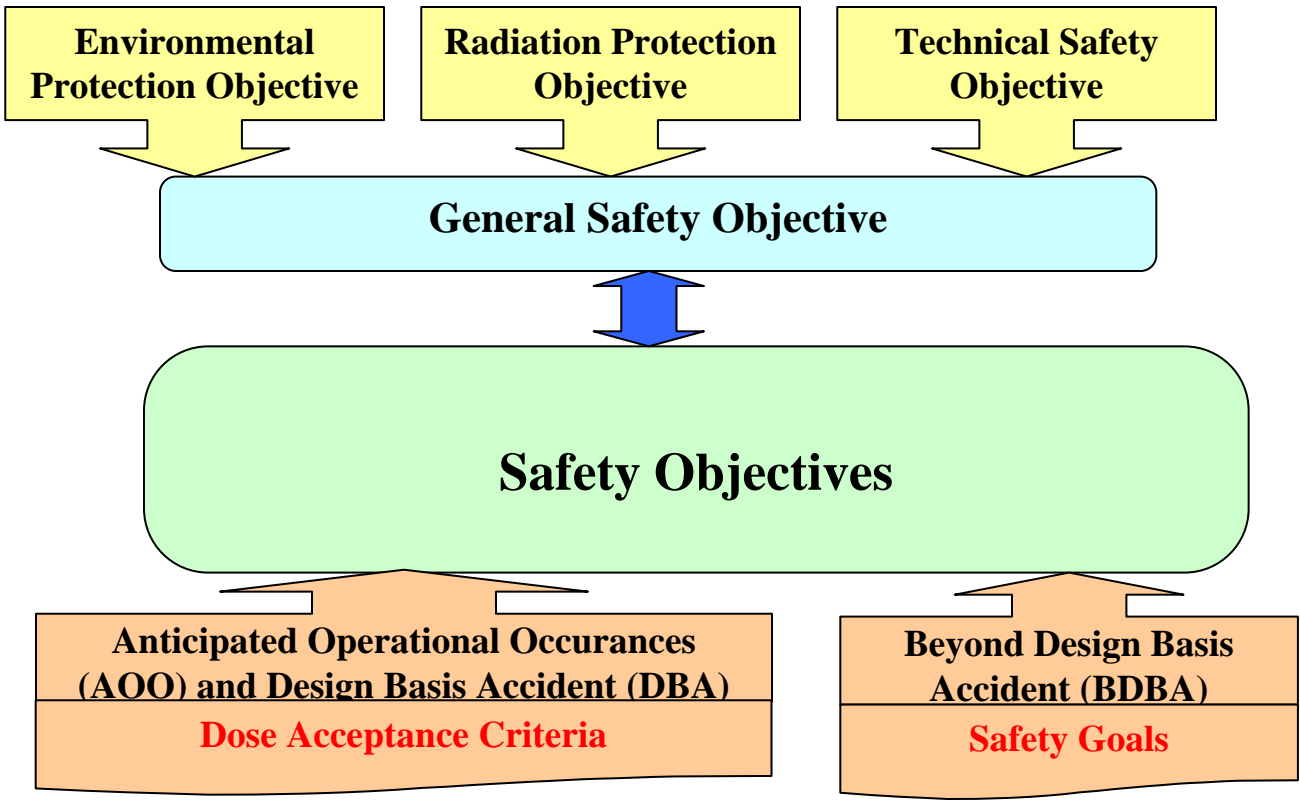 Environmental
Protection Objective
Radiation Protection
Objective
Technical Safety
Objective
General Safety Objective
Safety Objectives
Anticipated Operational Occurances
(AOO) and Design Basis Accident (DBA)
Dose Acceptance Criteria
Beyond Design Basis
Accident (BDBA)
Safety Goals